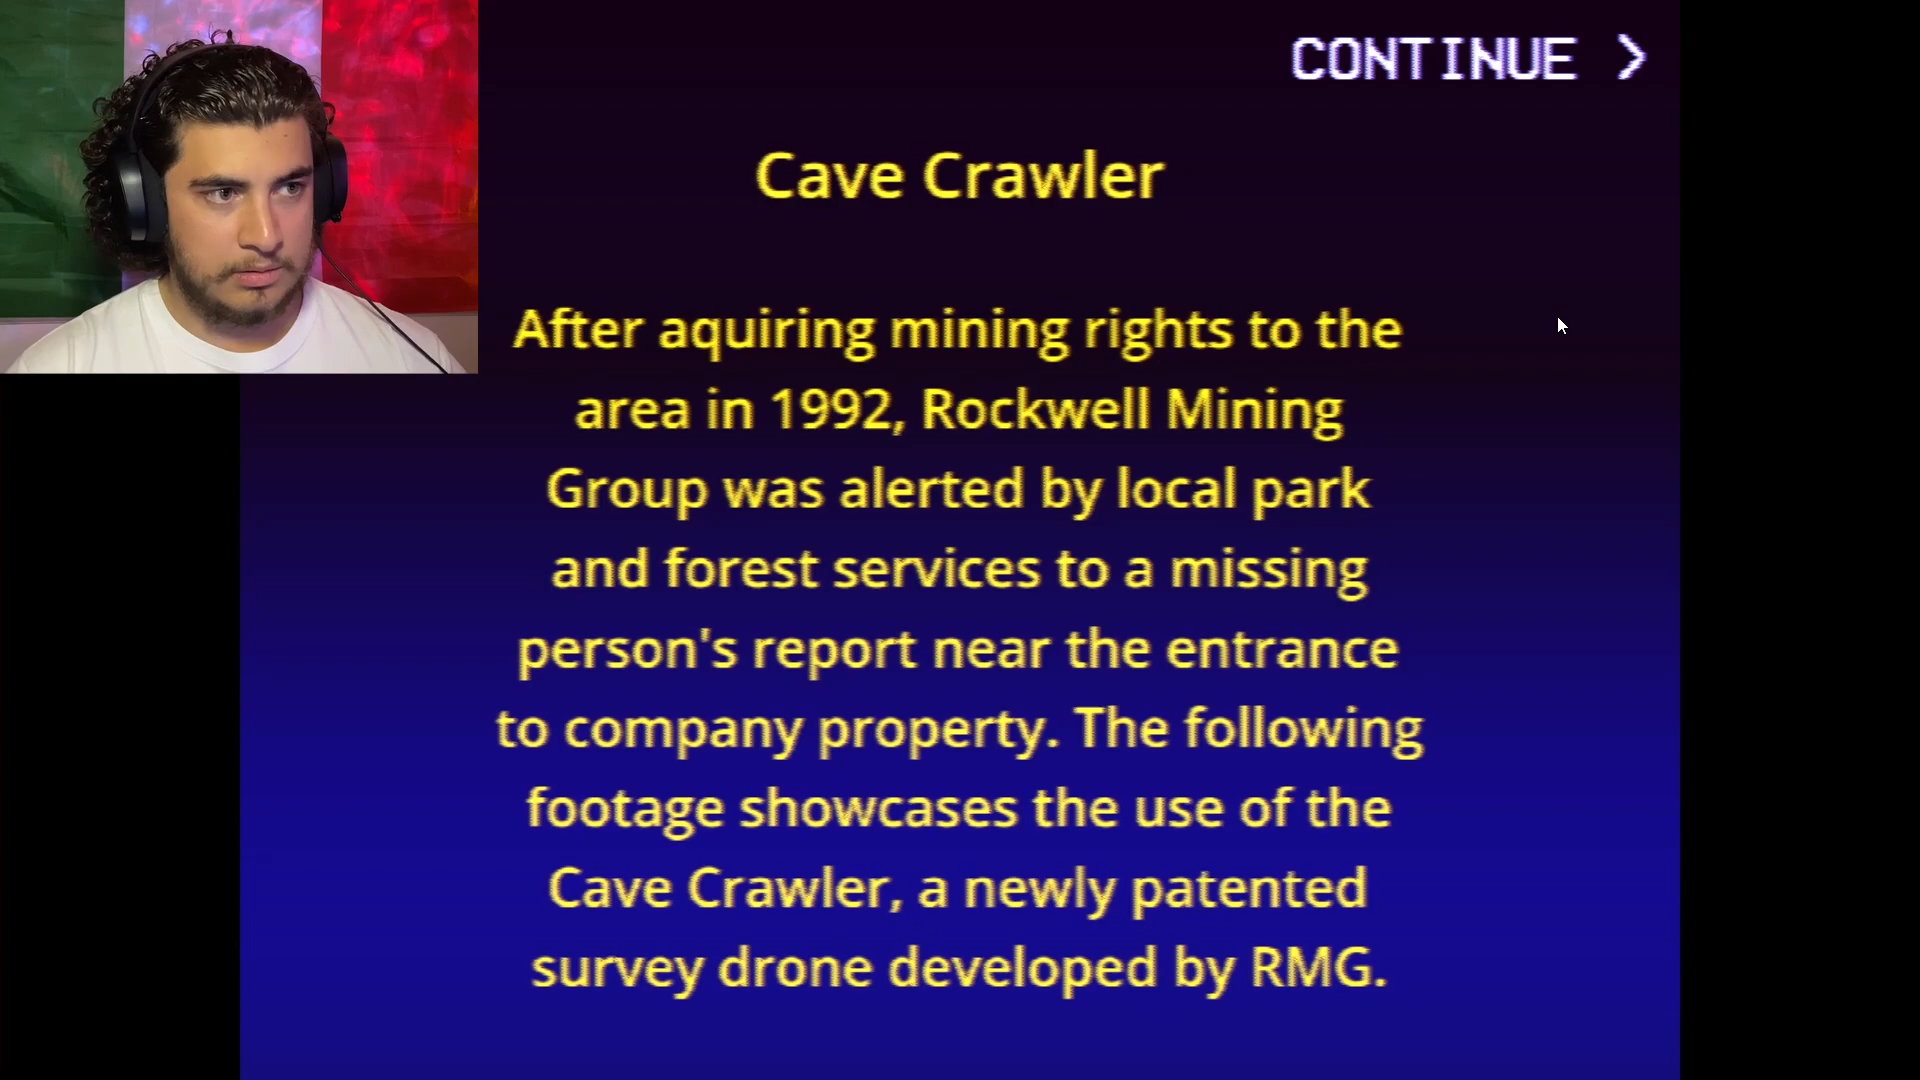 CONTINUE >
Cave Crawler
After aquiring mining rights to the
area in 1992, Rockwell Mining
Group was alerted by local park
and forest services to a missing
person's report near the entrance
to company property. The following
footage showcases the use of the
Cave Crawler, a newly patented
survey drone developed by RMG.